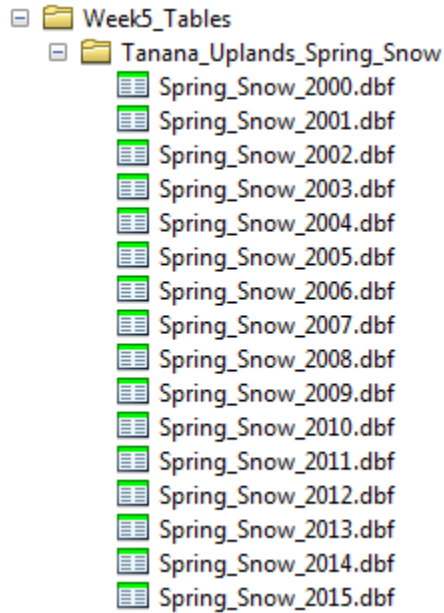 Week5_Tables
Tanana_Uplands_Spring_Snow
Spring_Snow_2000.dbf
Spring_Snow_2001.dbf
Spring_Snow_2002.dbf
Spring_Snow_2003.dbf
Spring_Snow_2004.dbf
Spring_Snow_2005.dbf
Spring_Snow_2006.dbf
Spring_Snow_2007.dbf
Spring_Snow_2008.dbf
Spring_Snow_2009.dbf
Spring_Snow_2010.dbf
Spring_Snow_2011.dbf
Spring_Snow_2012.dbf
Spring_Snow_2013.dbf
Spring_Snow_2014.dbf
Spring_Snow_2015.dbf